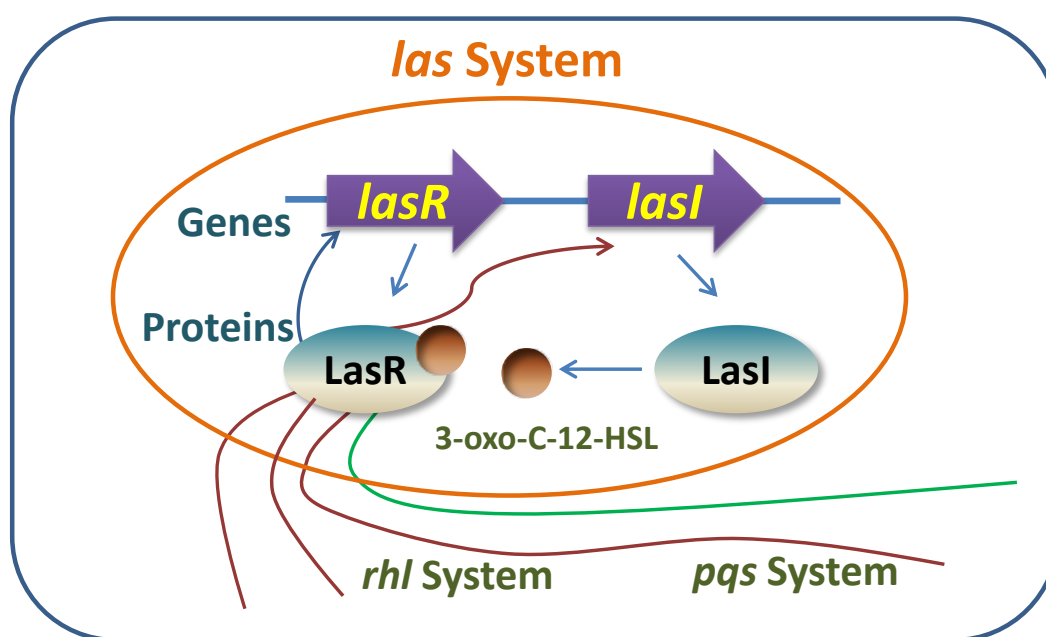 las System
lasR
lasI
Genes
Proteins
LasR
LasI
3-oxo-C-12-HSL
rhl System
pqs System